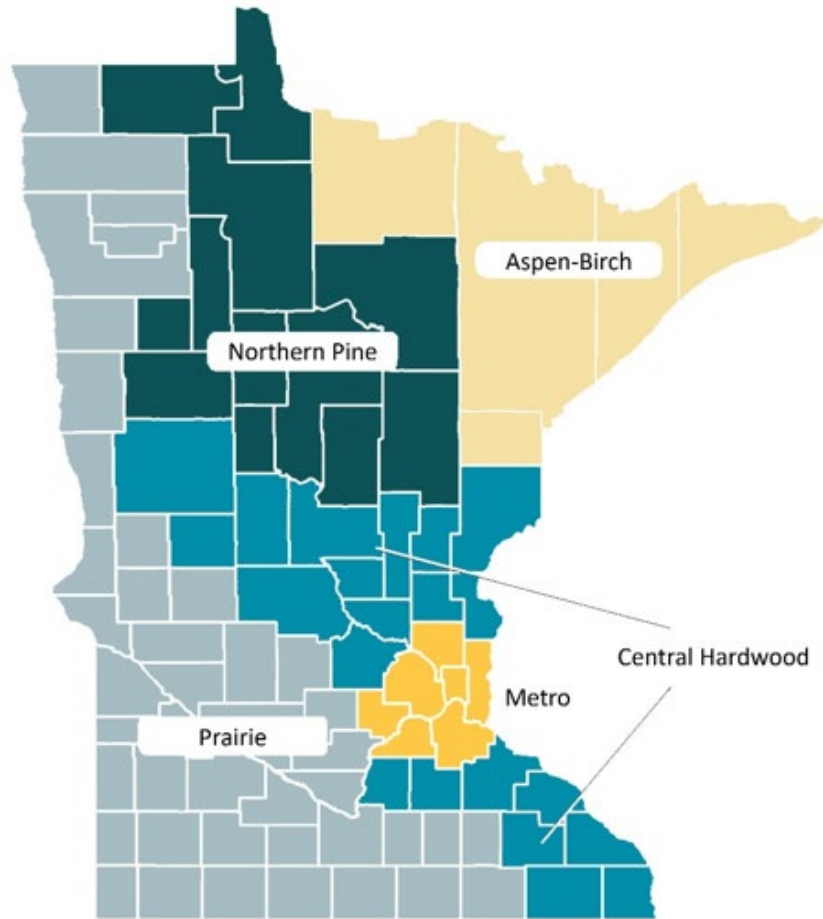 Aspen-Birch
Northern Pine
Central Hardwood
Metro
Prairie